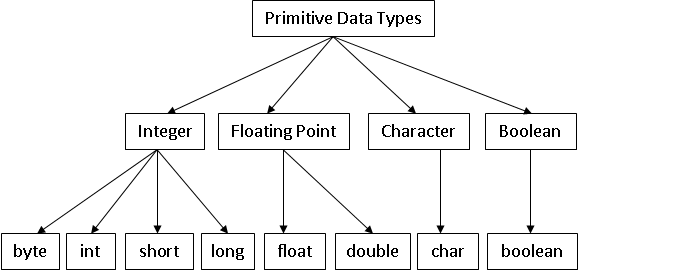 Primitive Data Types
Integer
Floating Point
Character
Boolean
byte
int
short
long
float
double
char
boolean